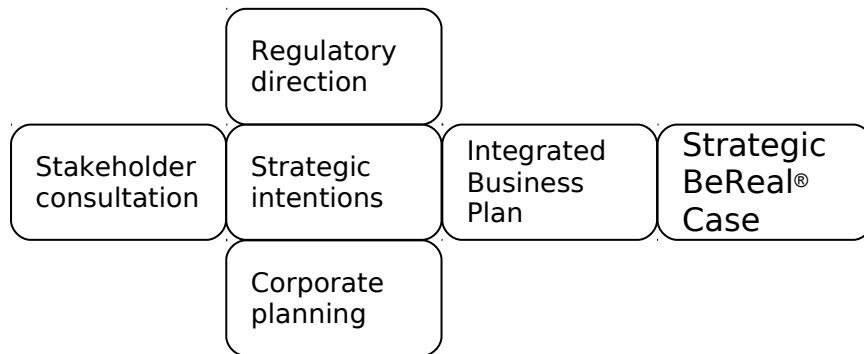 Regulatory
direction
Stakeholder
consultation
Strategic
intentions
Integrated
Business
Plan
Strategic
BeReal®
Case
Corporate
planning